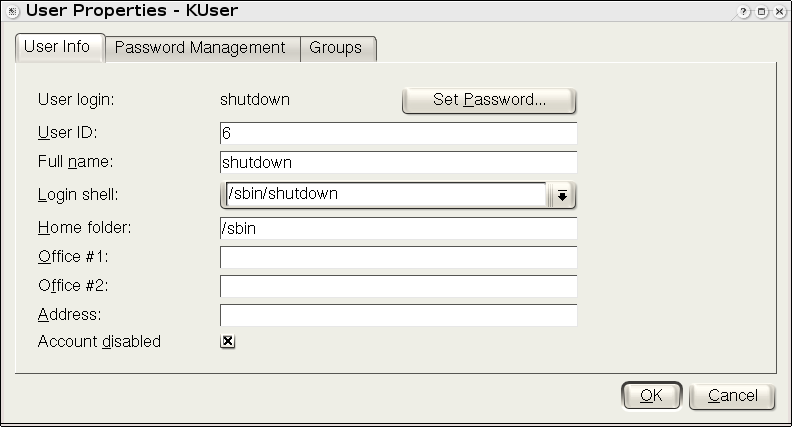 User Properties - KUser
User Info Password Management Groups
User login: shutdown Set Password...
User ID: 6
Full name: shutdown
Login shell: /sbin/shutdown
Home folder: /sbin
Office #1:
Office #2:
Address:
Account disabled
OK Cancel